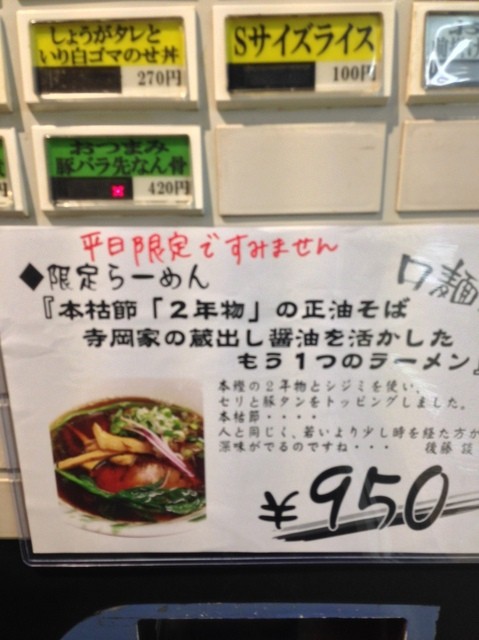 しょうがタレと
いり白ゴマのせ丼
270円
Sサイズライス
100円
おつまみ
豚バラ先なん骨
420円
平日限定ですみません
◆限定らーめん
『本枯節「2年物」の正油そば
寺岡家の蔵出し醤油を活かした
もう1つのラーメン』
本鰹の2年物とシジミを使い、
セリと豚タンをトッピングしました。
本枯節・・・・
人と同じく、若いより少し時を経た方が
深味がでるのですね・・・ 後藤 談
¥950